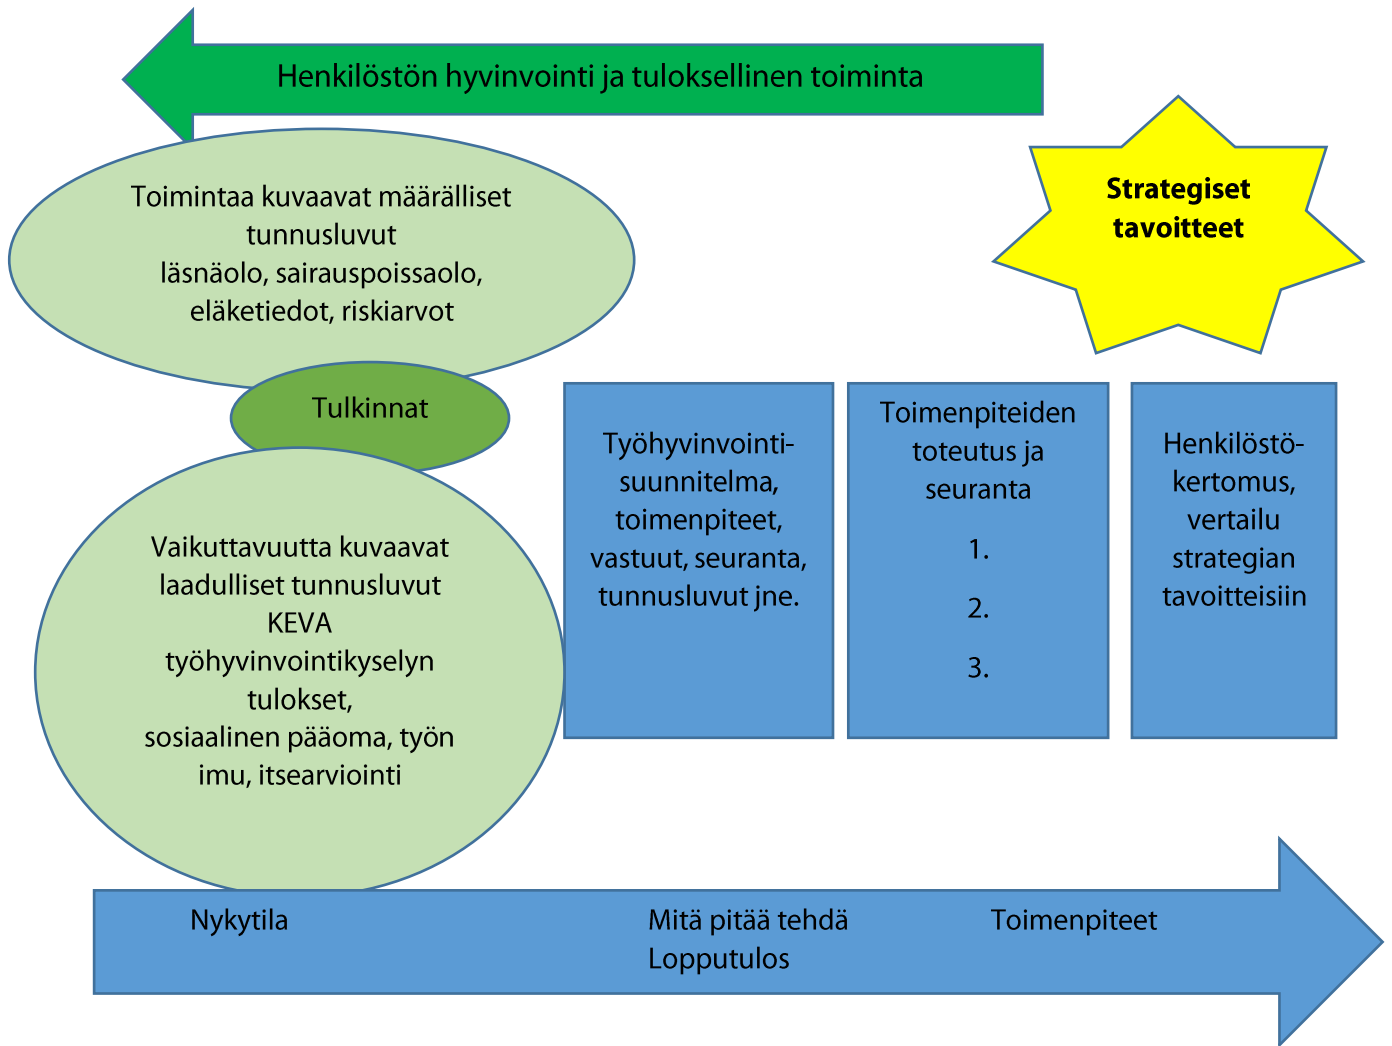 Henkilöstön hyvinvointi ja tuloksellinen toiminta
Strategiset
tavoitteet
Toimintaa kuvaavat määrälliset
tunnusluvut
läsnäolo, sairauspoissaolo,
eläketiedot, riskiarvot
Tulkinnat
Vaikuttavuutta kuvaavat
laadulliset tunnusluvut
KEVA
työhyvinvointikyselyn
tulokset,
sosiaalinen pääoma, työn
imu, itsearviointi
Työhyvinvointi-
suunnitelma,
toimenpiteet,
vastuut, seuranta,
tunnusluvut jne.
Toimenpiteiden
toteutus ja
seuranta
1.
2.
3.
Henkilöstö-
kertomus,
vertailu
strategian
tavoitteisiin
Nykytila
Mitä pitää tehdä
Lopputulos
Toimenpiteet